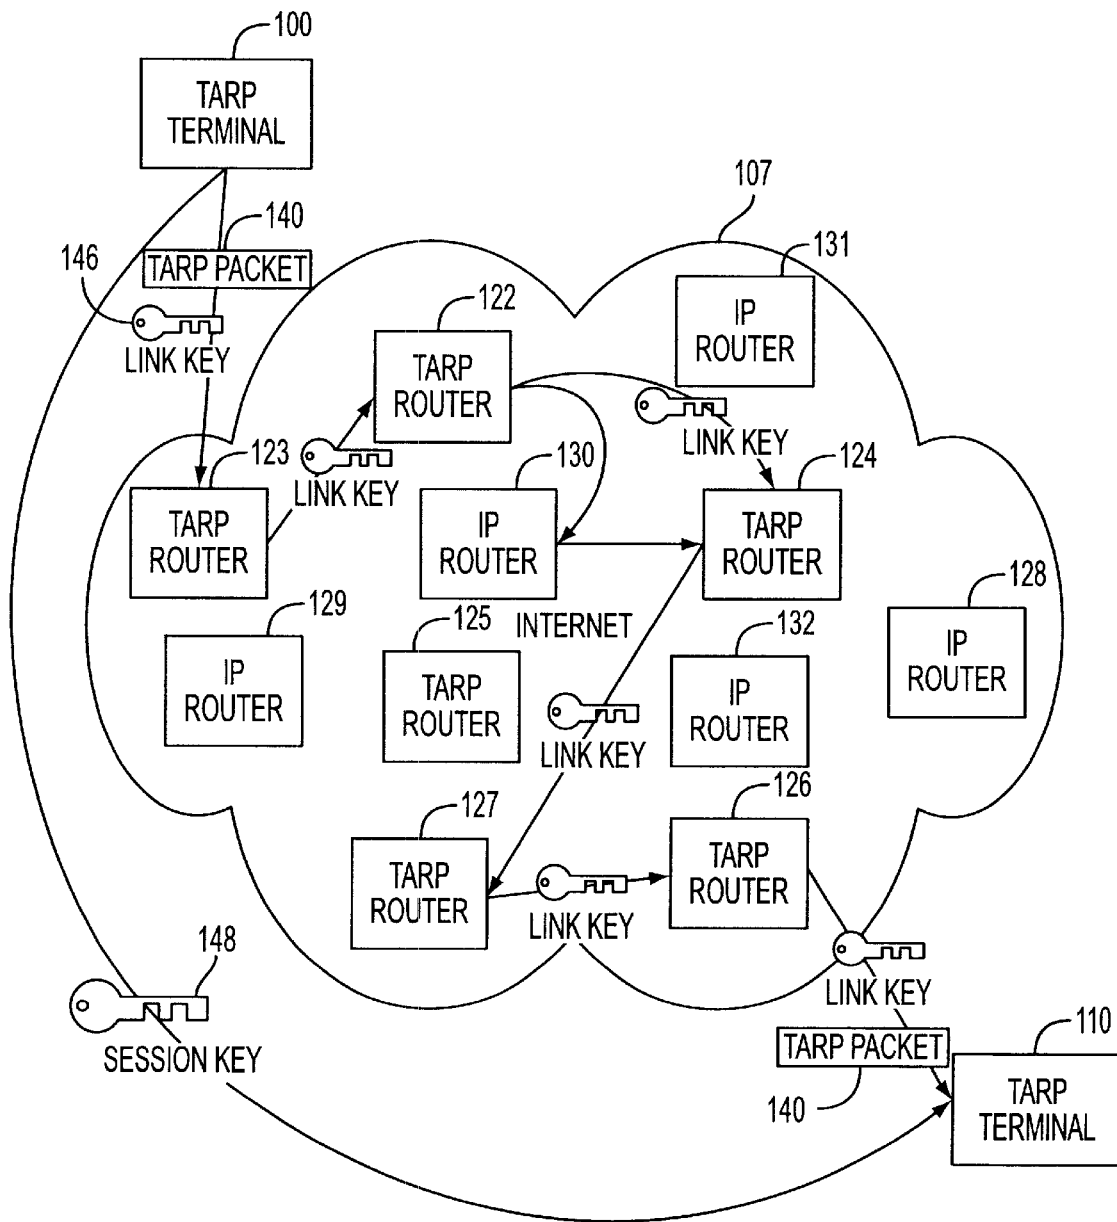 100
TARP
TERMINAL
107
140
TARP PACKET
146
LINK KEY
131
IP
ROUTER
122
TARP
ROUTER
LINK KEY
123
TARP
ROUTER
LINK KEY
130
IP
ROUTER
124
TARP
ROUTER
INTERNET
129
IP
ROUTER
125
TARP
ROUTER
132
IP
ROUTER
128
IP
ROUTER
LINK KEY
127
TARP
ROUTER
LINK KEY
126
TARP
ROUTER
LINK KEY
148
SESSION KEY
TARP PACKET
140
110
TARP
TERMINAL